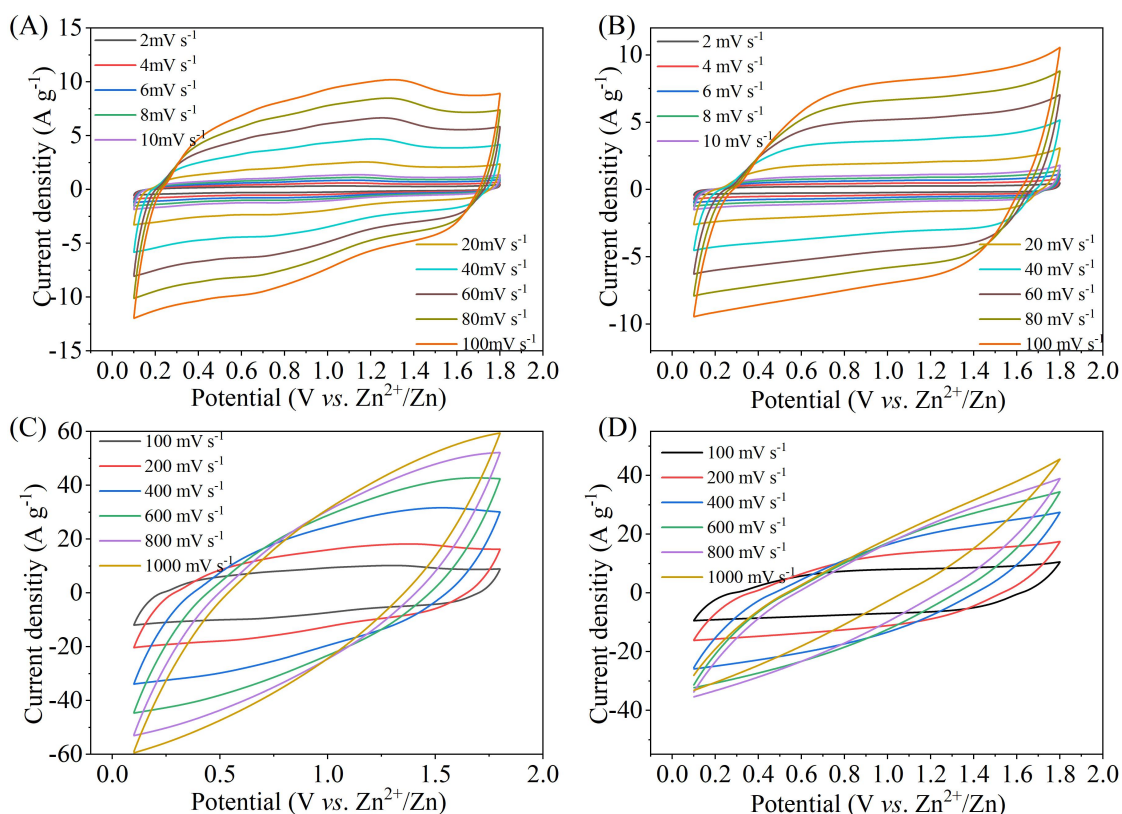 (A)
15
10
5
0
-5
-10
-15
Current densitiy (A g-1)
2mV s-1
4mV s-1
6mV s-1
8mV s-1
10mV s-1
20mV s-1
40mV s-1
60mV s-1
80mV s-1
100mV s-1
0.0 0.2 0.4 0.6 0.8 1.0 1.2 1.4 1.6 1.8 2.0
Potential (V vs. Zn2+/Zn)
(B)
10
5
0
-5
-10
Current densitiy (A g-1)
2 mV s-1
4 mV s-1
6 mV s-1
8 mV s-1
10 mV s-1
20 mV s-1
40 mV s-1
60 mV s-1
80 mV s-1
100 mV s-1
0.0 0.2 0.4 0.6 0.8 1.0 1.2 1.4 1.6 1.8 2.0
Potential (V vs. Zn2+/Zn)
(C)
60
40
20
0
-20
-40
-60
Current densitiy (A g-1)
100 mV s-1
200 mV s-1
400 mV s-1
600 mV s-1
800 mV s-1
1000 mV s-1
0.0 0.5 1.0 1.5 2.0
Potential (V vs. Zn2+/Zn)
(D)
40
20
0
-20
-40
Current densitiy (A g-1)
100 mV s-1
200 mV s-1
400 mV s-1
600 mV s-1
800 mV s-1
1000 mV s-1
0.0 0.2 0.4 0.6 0.8 1.0 1.2 1.4 1.6 1.8 2.0
Potential (V vs. Zn2+/Zn)